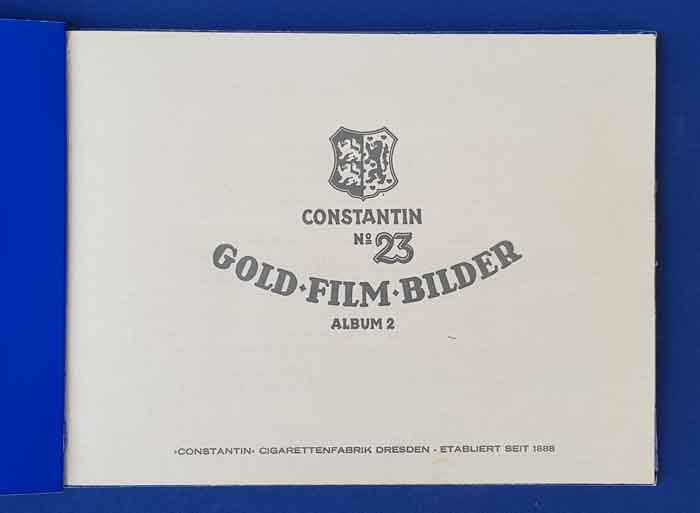 CONSTANTIN
Nº 23
GOLD·FILM·BILDER
ALBUM 2
»CONSTANTIN« CIGARETTENFABRIK DRESDEN - ETABLIERT SEIT 1888